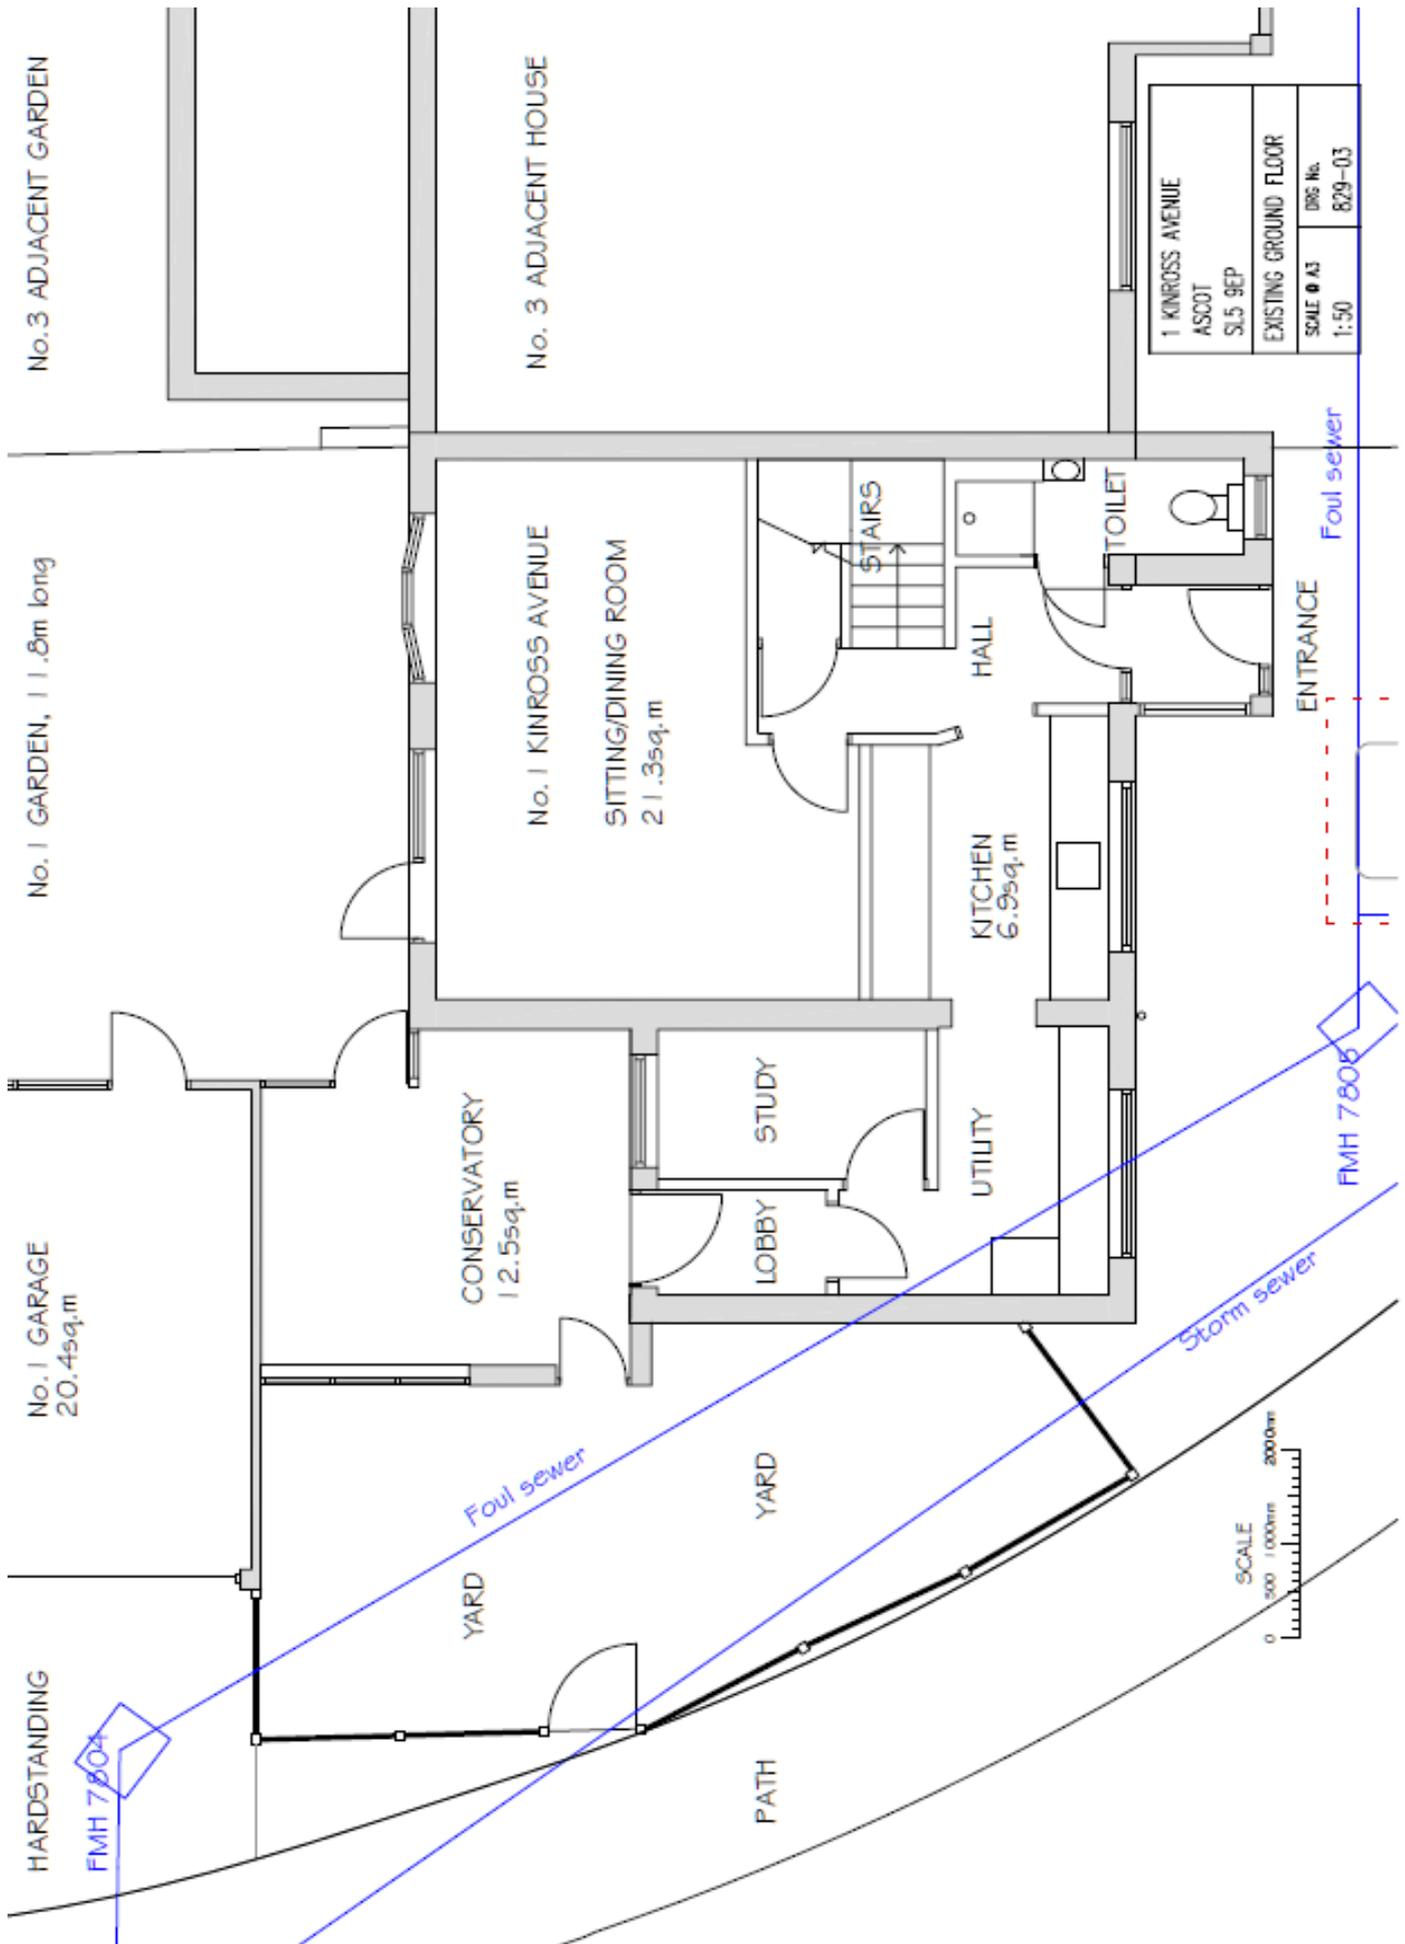 No.3 ADJACENT GARDEN
No. 3 ADJACENT HOUSE
1 KINROSS AVENUE
ASCOT
SL5 9EP
EXISTING GROUND FLOOR
SCALE @ A3
1:50
DRG No.
829-03
No.1 GARDEN, 11.8m long
No.1 KINROSS AVENUE
SITTING/DINING ROOM
21.3sq.m
STAIRS
TOILET
HALL
ENTRANCE
Foul sewer
KITCHEN
6.9sq.m
No.1 GARAGE
20.4sq.m
CONSERVATORY
12.5sq.m
STUDY
LOBBY
UTILITY
FMH 7805
Storm sewer
Foul sewer
YARD
YARD
HARDSTANDING
FMH 7804
PATH
SCALE
0 500 1000mm 2000mm